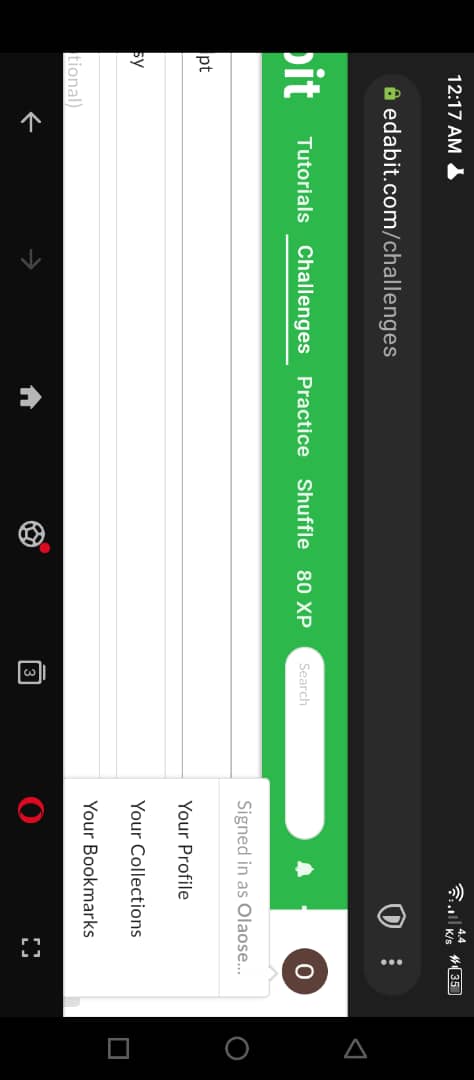 12:17 AM
4.4
K/s
35
edabit.com/challenges
bit
Tutorials
Challenges
Practice
Shuffle
80 XP
Search
O
Signed in as Olaose...
pt
Your Profile
sy
Your Collections
tional)
Your Bookmarks
3